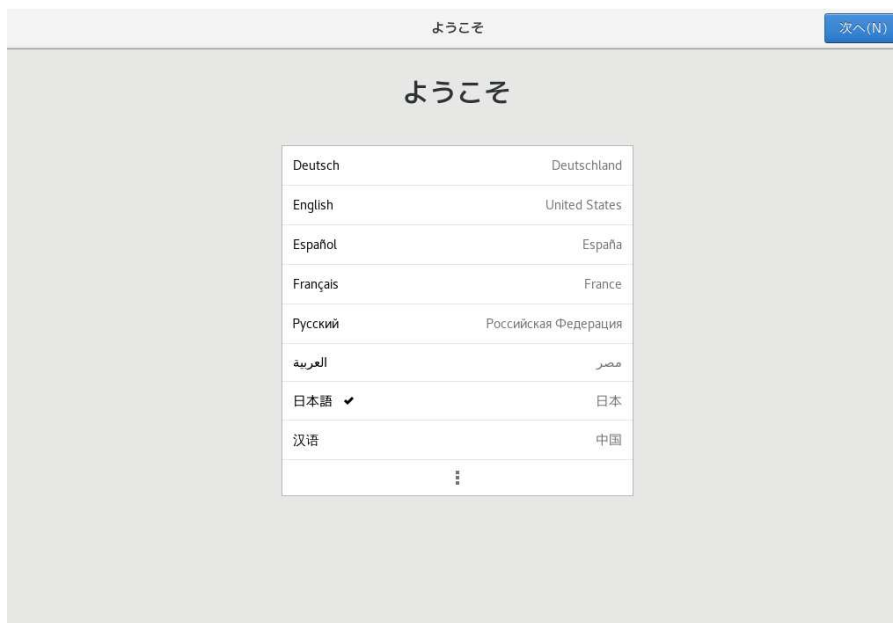 ようこそ
次へ(N)
ようこそ
Deutsch Deutschland
English United States
Español España
Français France
Русский Российская Федерация
العربية مصر
日本語 日本
汉语 中国